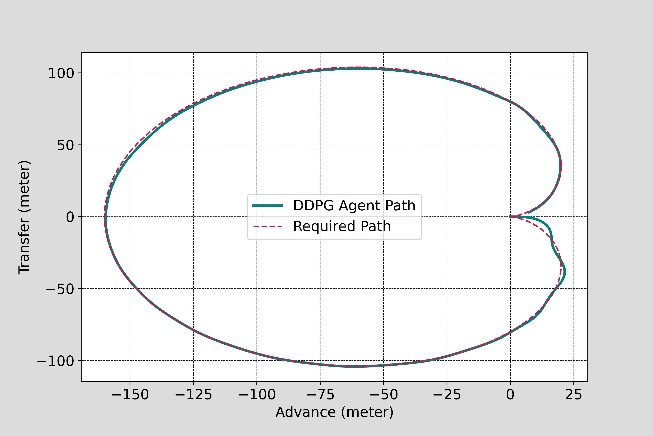 100
50
0
−50
−100
Transfer (meter)
DDPG Agent Path
Required Path
−150 −125 −100 −75 −50 −25 0 25
Advance (meter)